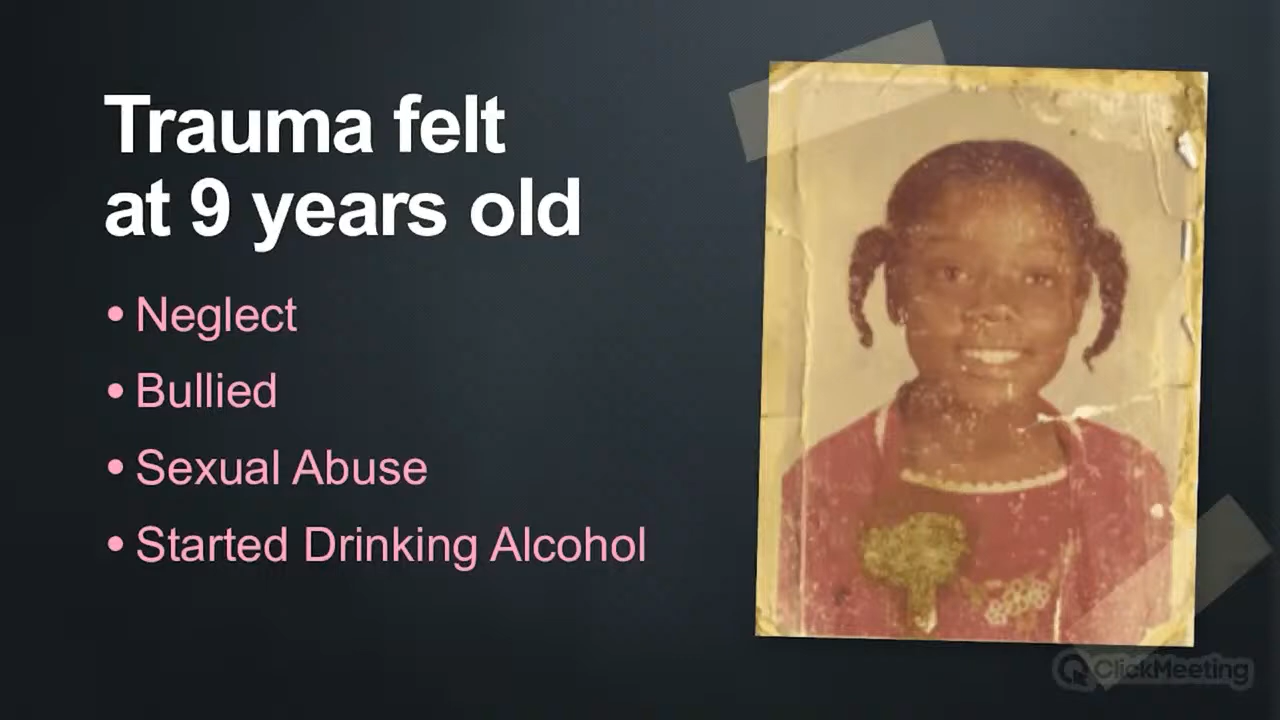 Trauma felt
at 9 years old
• Neglect
• Bullied
• Sexual Abuse
• Started Drinking Alcohol
ClickMeeting